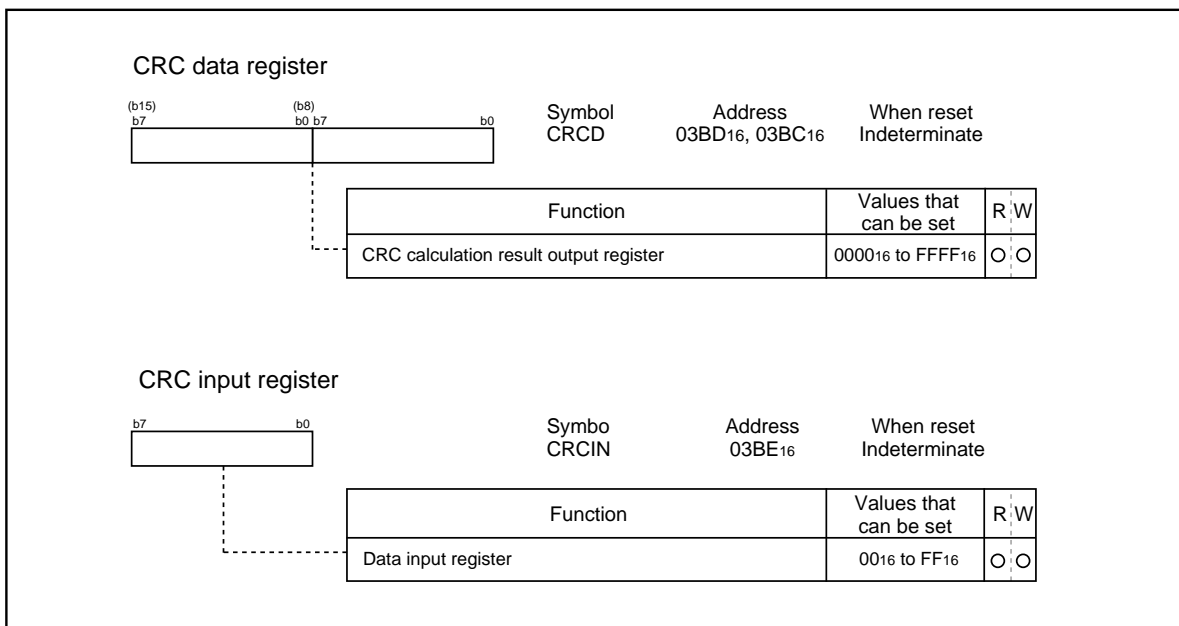 CRC data register
(b15) (b8)
b7 b0 b7 b0
Symbol Address When reset
CRCD 03BD16, 03BC16 Indeterminate
Function Values that can be set R W
CRC calculation result output register 000016 to FFFF16 O O
CRC input register
b7 b0
Symbo Address When reset
CRCIN 03BE16 Indeterminate
Function Values that can be set R W
Data input register 0016 to FF16 O O